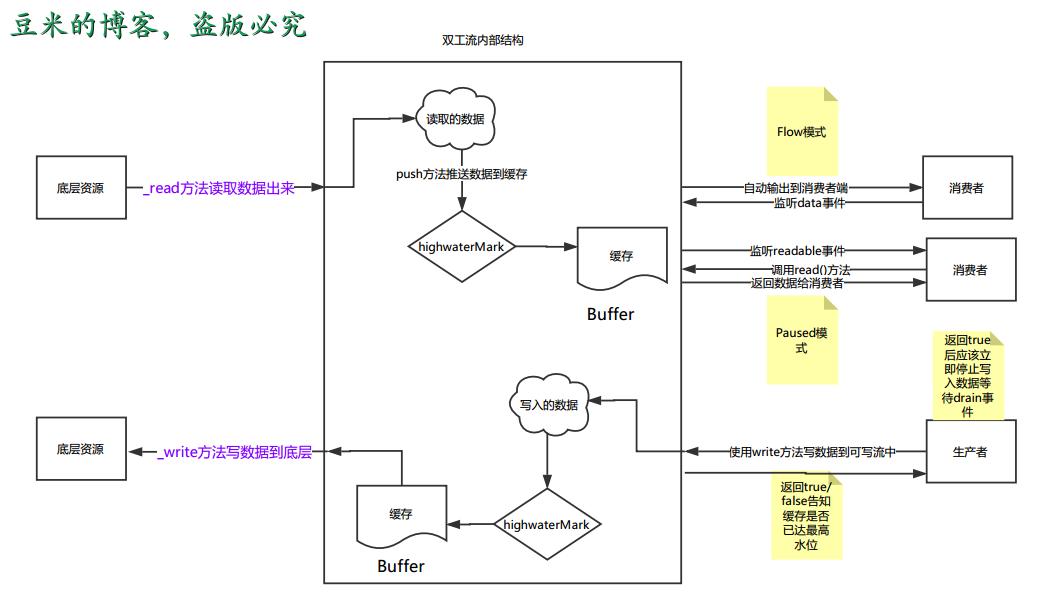 豆米的博客，盗版必究
双工流内部结构
读取的数据
Flow模式
底层资源
_read方法读取数据出来
push方法推送数据到缓存
自动输出到消费者端
监听data事件
消费者
highwaterMark
缓存
Buffer
监听readable事件
调用read()方法
返回数据给消费者
消费者
Paused模
式
返回true
后应该立
即停止写
入数据等
待drain事
件
写入的数据
底层资源
_write方法写数据到底层
使用write方法写数据到可写流中
生产者
返回true/
false告知
缓存是否
已达最高
水位
缓存
Buffer
highwaterMark